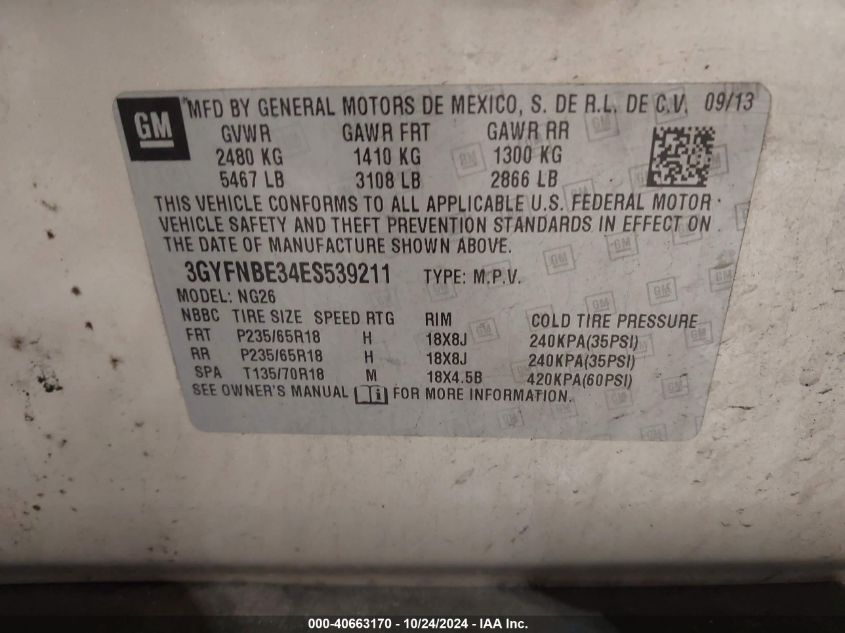 GM MFD BY GENERAL MOTORS DE MEXICO, S. DE R.L. DE C.V. 09/13
GVWR GAWR FRT GAWR RR
2480 KG 1410 KG 1300 KG
5467 LB 3108 LB 2866 LB
THIS VEHICLE CONFORMS TO ALL APPLICABLE U.S. FEDERAL MOTOR
VEHICLE SAFETY AND THEFT PREVENTION STANDARDS IN EFFECT ON
THE DATE OF MANUFACTURE SHOWN ABOVE.
3GYFNBE34ES539211 TYPE: M.P.V.
MODEL: NG26
NBBC TIRE SIZE SPEED RTG RIM COLD TIRE PRESSURE
FRT P235/65R18 H 18X8J 240KPA(35PSI)
RR P235/65R18 H 18X8J 240KPA(35PSI)
SPA T135/70R18 M 18X4.5B 420KPA(60PSI)
SEE OWNER'S MANUAL i FOR MORE INFORMATION.
000-40663170 - 10/24/2024 - IAA Inc.